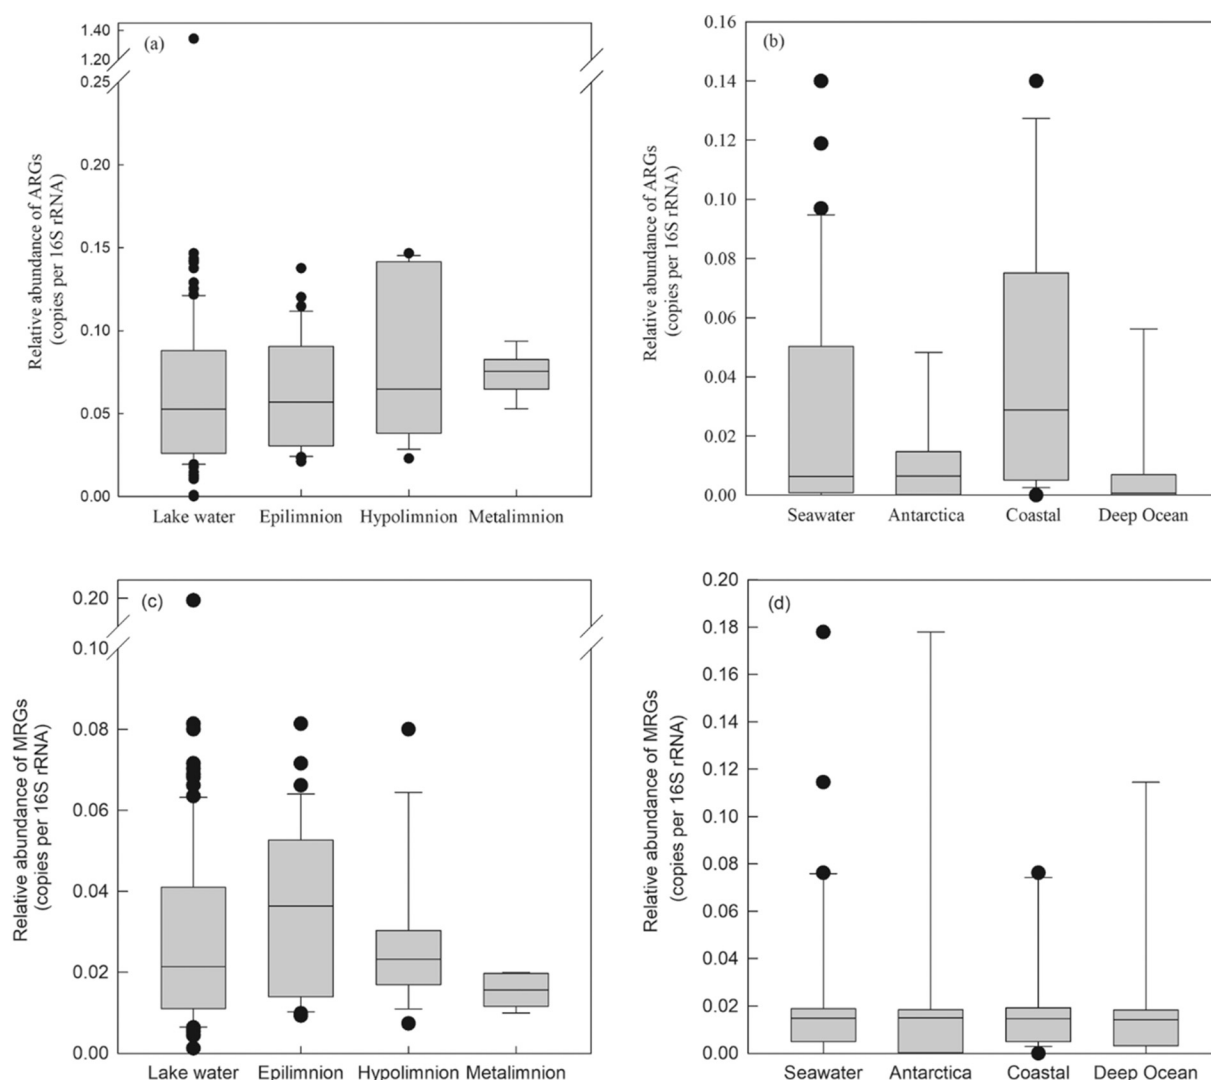 (a)
1.40
1.20
0.25
0.20
0.15
0.10
0.05
0.00
Relative abundance of ARGs
(copies per 16S rRNA)
Lake water Epilimnion Hypolimnion Metalimnion
(b)
0.16
0.14
0.12
0.10
0.08
0.06
0.04
0.02
0.00
Relative abundance of ARGs
(copies per 16S rRNA)
Seawater Antarctica Coastal Deep Ocean
(c)
0.20
0.10
0.08
0.06
0.04
0.02
0.00
Relative abundance of MRGs
(copies per 16S rRNA)
Lake water Epilimnion Hypolimnion Metalimnion
(d)
0.20
0.18
0.16
0.14
0.12
0.10
0.08
0.06
0.04
0.02
0.00
Relative abundance of MRGs
(copies per 16S rRNA)
Seawater Antarctica Coastal Deep Ocean